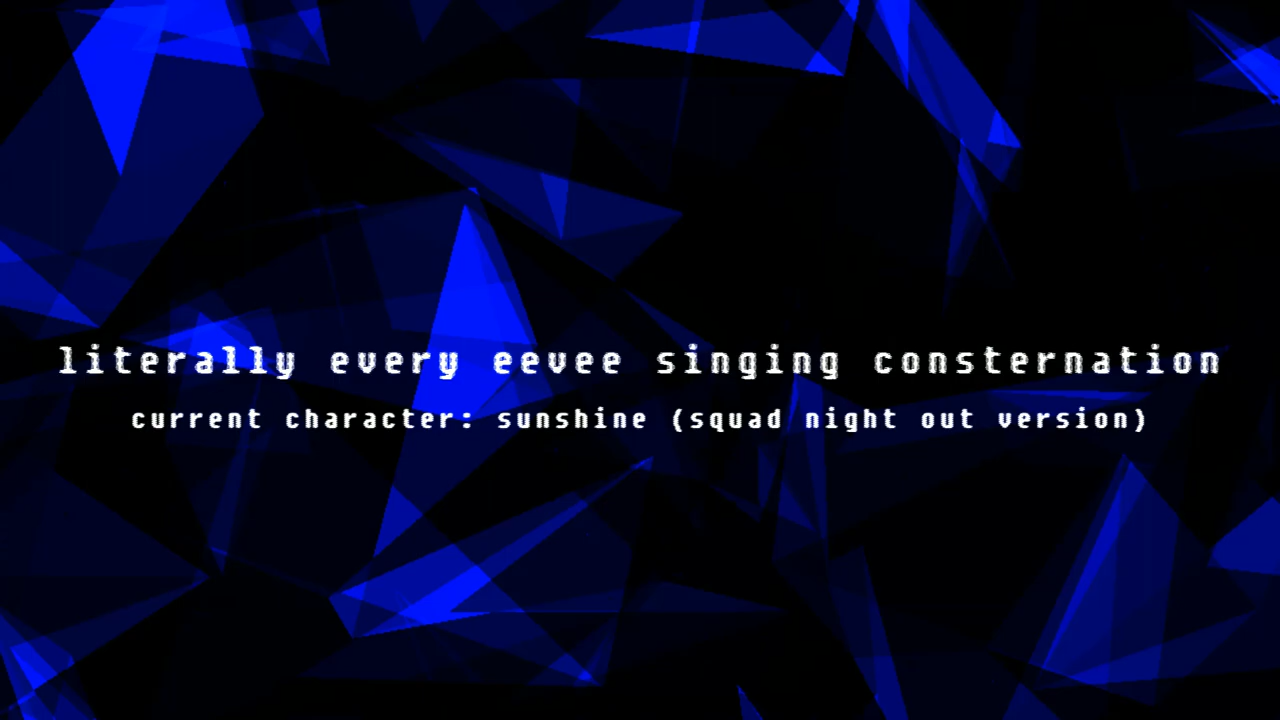 literally every eevee singing consternation
current character: sunshine (squad night out version)